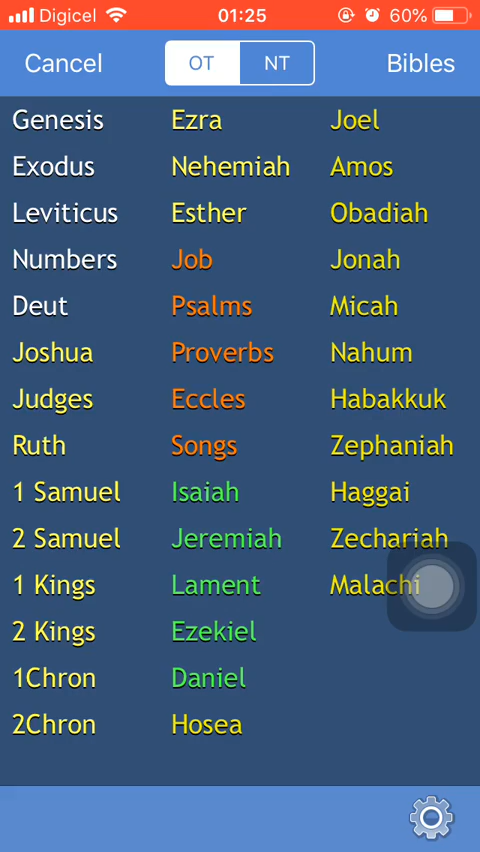 Digicel 01:25 60%
Cancel OT NT Bibles
Genesis Ezra Joel
Exodus Nehemiah Amos
Leviticus Esther Obadiah
Numbers Job Jonah
Deut Psalms Micah
Joshua Proverbs Nahum
Judges Eccles Habakkuk
Ruth Songs Zephaniah
1 Samuel Isaiah Haggai
2 Samuel Jeremiah Zechariah
1 Kings Lament Malachi
2 Kings Ezekiel
1Chron Daniel
2Chron Hosea